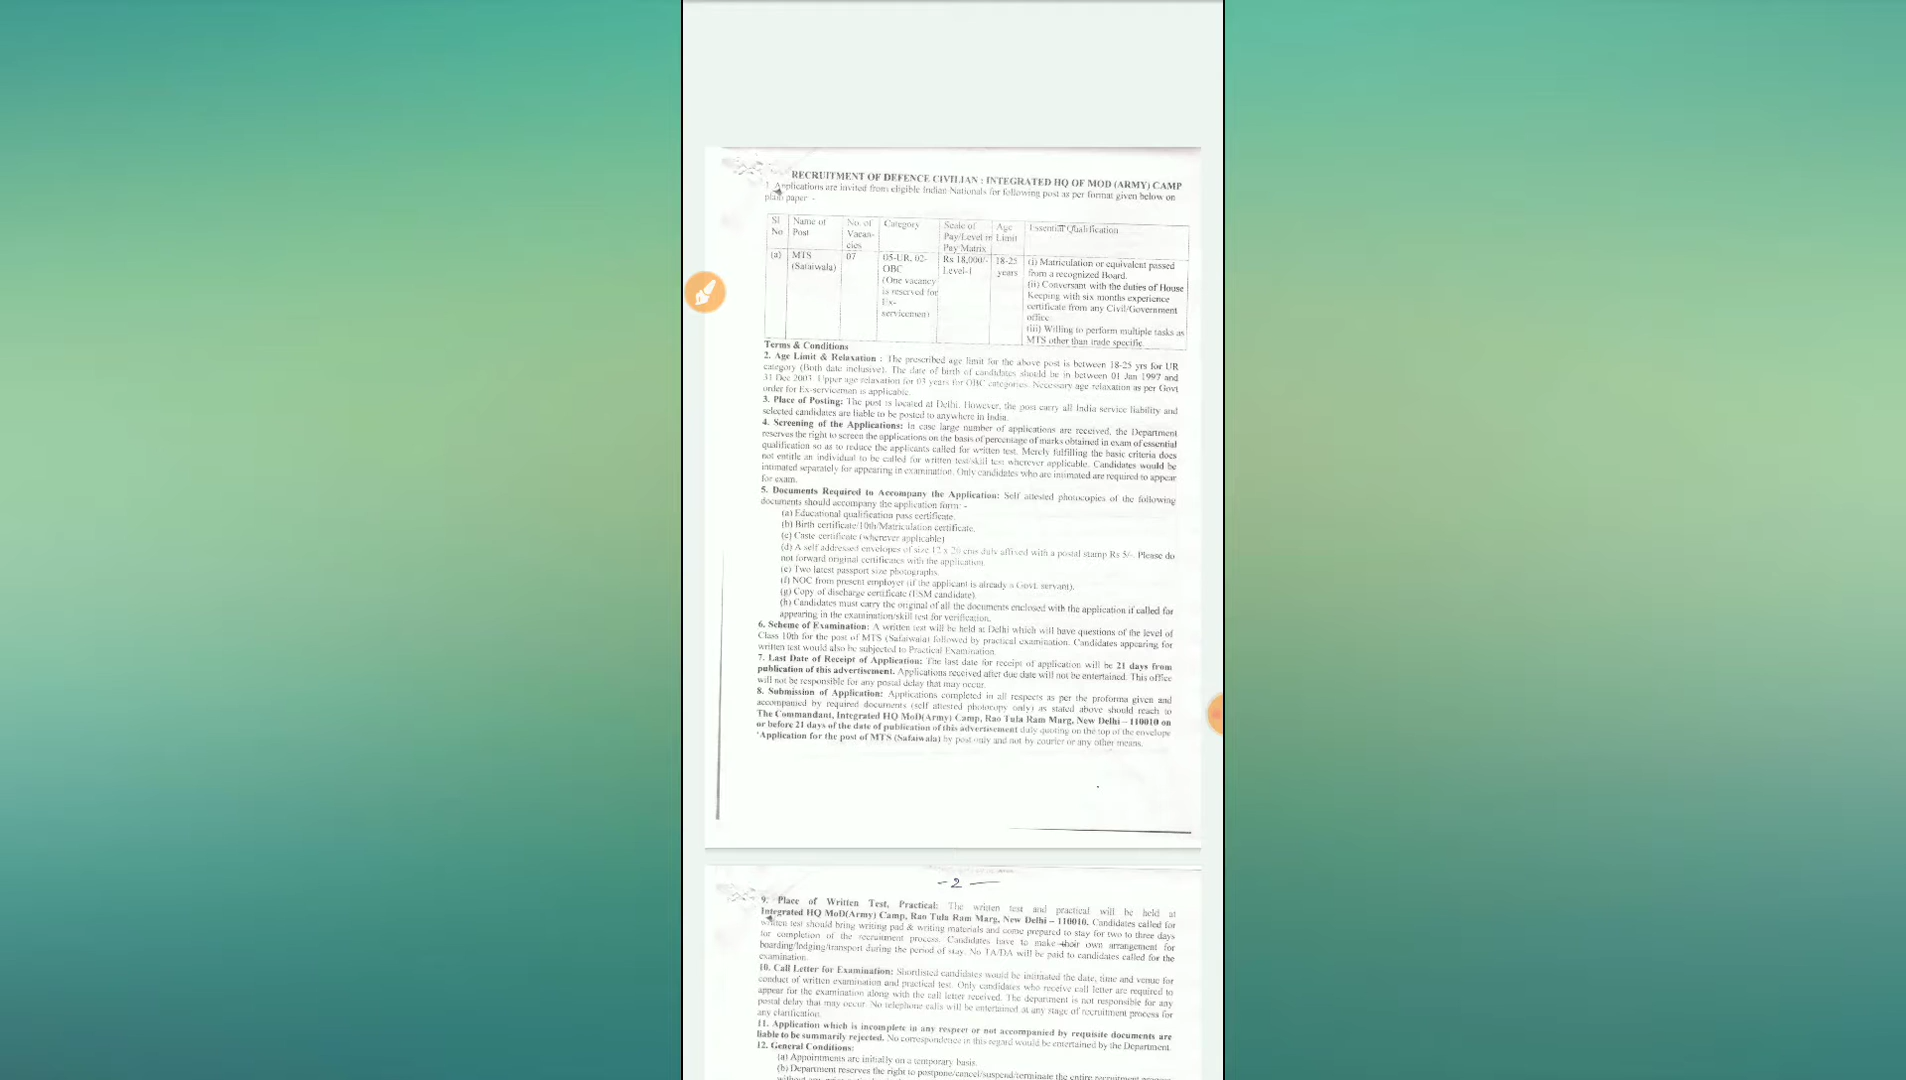 RECRUITMENT OF DEFENCE CIVILIAN : INTEGRATED HQ OF MOD (ARMY) CAMP
1. Applications are invited from eligible Indian Nationals for following post as per format given below on
plain paper -
Sl No
Name of Post
No. of Vacan-cies
Category
Scale of Pay/Level in Pay Matrix
Age Limit
Essential Qualification
(a)
MTS (Safaiwala)
07
05-UR, 02-OBC
(One vacancy is reserved for Ex-servicemen)
Rs 18,000/- Level-1
18-25 years
(i) Matriculation or equivalent passed
from a recognized Board.
(ii) Conversant with the duties of House
Keeping with six months experience
certificate from any Civil/Government
office
(iii) Willing to perform multiple tasks as
MTS other than trade specific.
Terms & Conditions
2. Age Limit & Relaxation : The prescribed age limit for the above post is between 18-25 yrs for UR
category (Both date inclusive). The date of birth of candidates should be in between 01 Jan 1997 and
31 Dec 2003. Upper age relaxation for 03 years for OBC categories. Necessary age relaxation as per Govt
order for Ex-serviceman is applicable.
3. Place of Posting: The post is located at Delhi. However, the post carry all India service liability and
selected candidates are liable to be posted to anywhere in India.
4. Screening of the Applications: In case large number of applications are received, the Department
reserves the right to screen the applications on the basis of percentage of marks obtained in exam of essential
qualification so as to reduce the applicants called for written test. Merely fulfilling the basic criteria does
not entitle an individual to be called for written test/skill test wherever applicable. Candidates would be
intimated separately for appearing in examination. Only candidates who are intimated are required to appear
for exam.
5. Documents Required to Accompany the Application: Self attested photocopies of the following
documents should accompany the application form: -
(a) Educational qualification pass certificate.
(b) Birth certificate/10th/Matriculation certificate.
(c) Caste certificate (wherever applicable)
(d) A self addressed envelopes of size 12 x cms duly affixed with a postal stamp Rs 5/-. Please do
not forward original certificates with the application.
(e) Two latest passport size photographs.
(f) NOC from present employer (if the applicant is already a Govt. servant).
(g) Copy of discharge certificate (ESM candidate)
(h) Candidates must carry the original of all the documents enclosed with the application if called for
appearing in the examination/skill test for verification.
6. Scheme of Examination: A written test will be held at Delhi which will have questions of the level of
Class 10th for the post of MTS (Safaiwala) followed by practical examination. Candidates appearing for
written test would also be subjected to Practical Examination.
7. Last Date of Receipt of Application: The last date for receipt of application will be 21 days from
publication of this advertisement. Applications received after due date will not be entertained. This office
will not be responsible for any postal delay that may occur.
8. Submission of Application: Applications completed in all respects as per the proforma given and
accompanied by required documents (self attested photocopy only) as stated above should reach to
The Commandant, Integrated HQ MoD(Army) Camp, Rao Tula Ram Marg, New Delhi – 110010 on
or before 21 days of the date of publication of this advertisement duly quoting on the top of the envelope
'Application for the post of MTS (Safaiwala) by post only and not by courier or any other means.
- 2 -
9. Place of Written Test, Practical: The written test and practical will be held at
Integrated HQ MoD(Army) Camp, Rao Tula Ram Marg, New Delhi – 110010. Candidates called for
written test should bring writing pad & writing materials and come prepared to stay for two to three days
for completion of the recruitment process. Candidates have to make their own arrangement for
boarding/lodging/transport during the period of stay. No TA/DA will be paid to candidates called for the
examination.
10. Call Letter for Examination: Shortlisted candidates would be intimated the date, time and venue for
conduct of written examination and practical test. Only candidates who receive call letter are required to
appear for the examination along with the call letter received. The department is not responsible for any
postal delay that may occur. No telephone calls will be entertained at any stage of recruitment process for
any clarification.
11. Application which is incomplete in any respect or not accompanied by requisite documents are
liable to be summarily rejected. No correspondence in this regard would be entertained by the Department.
12. General Conditions:
(a) Appointments are initially on a temporary basis.
(b) Department reserves the right to postpone/cancel/suspend/terminate the entire recruitment process